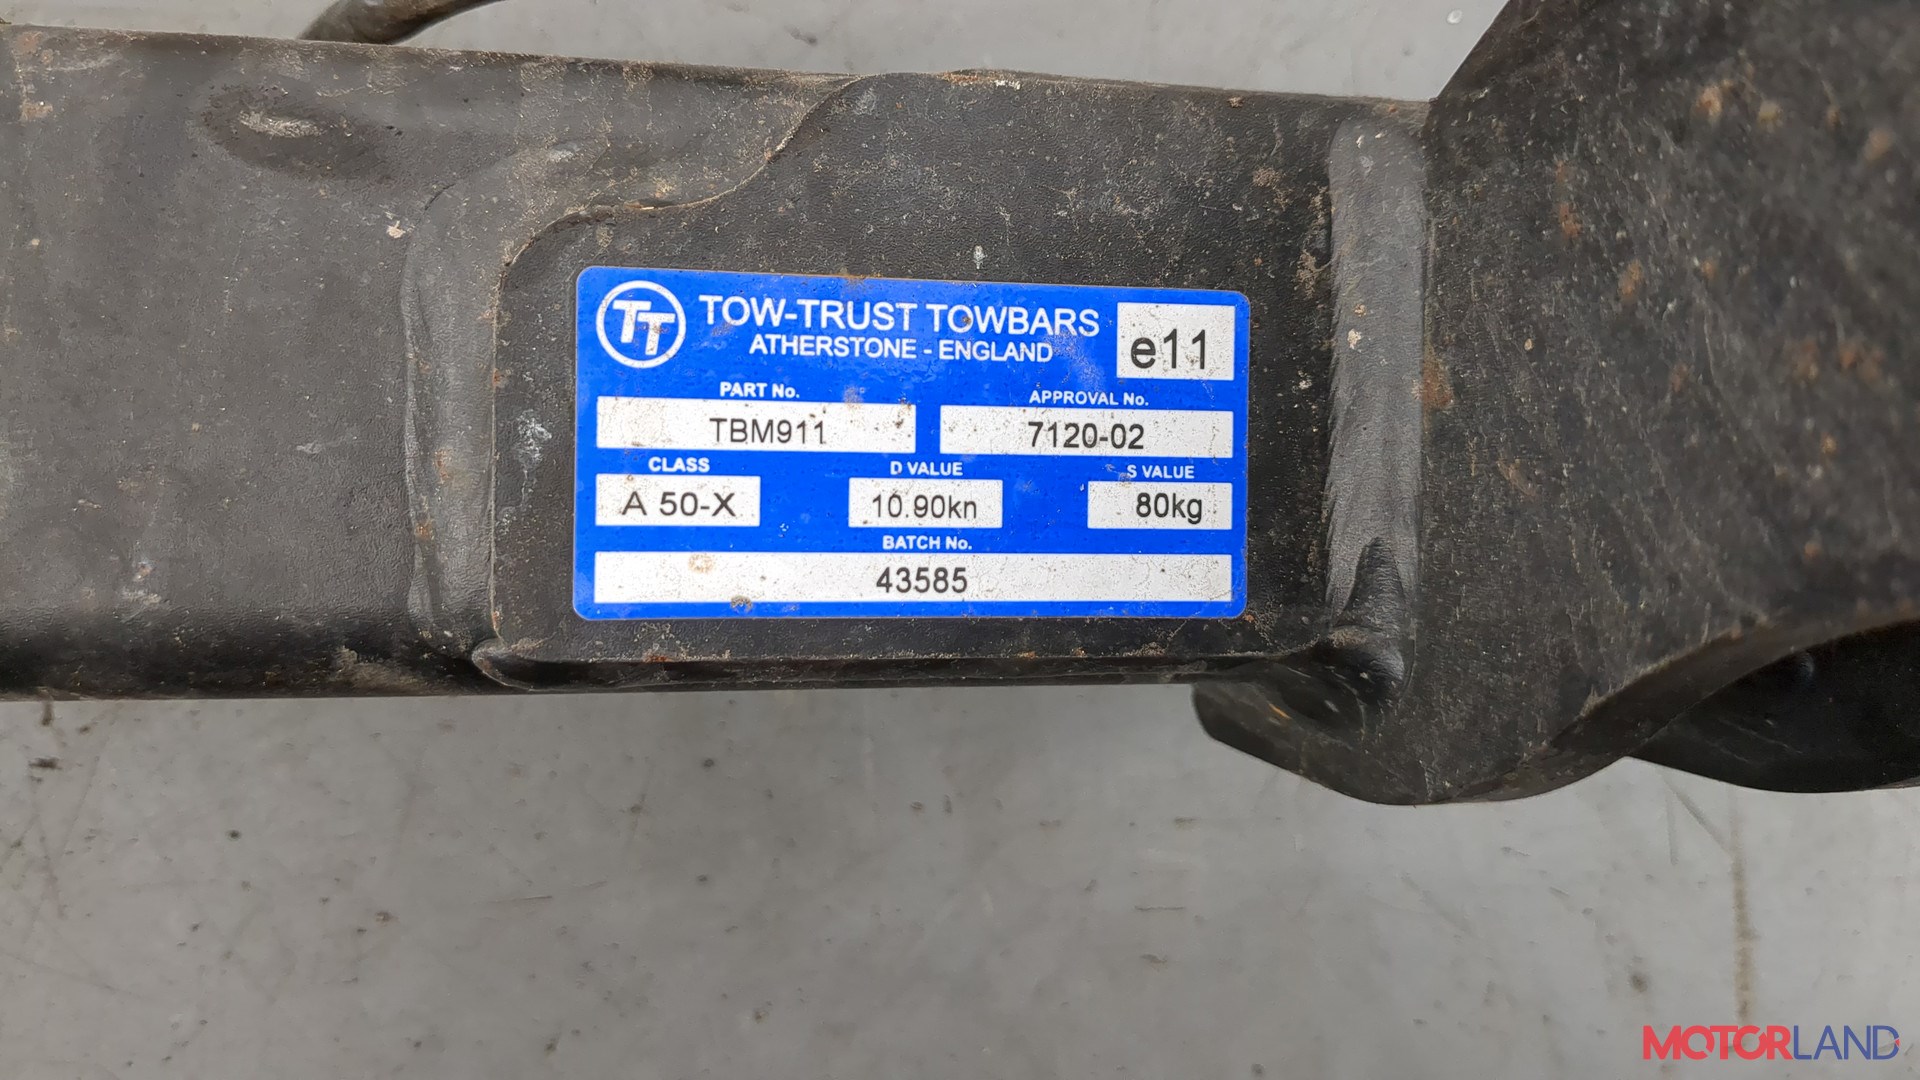 TT TOW-TRUST TOWBARS
ATHERSTONE - ENGLAND
e11
PART No. APPROVAL No.
TBM911 7120-02
CLASS D VALUE S VALUE
A 50-X 10.90kn 80kg
BATCH No.
43585
MOTORLAND